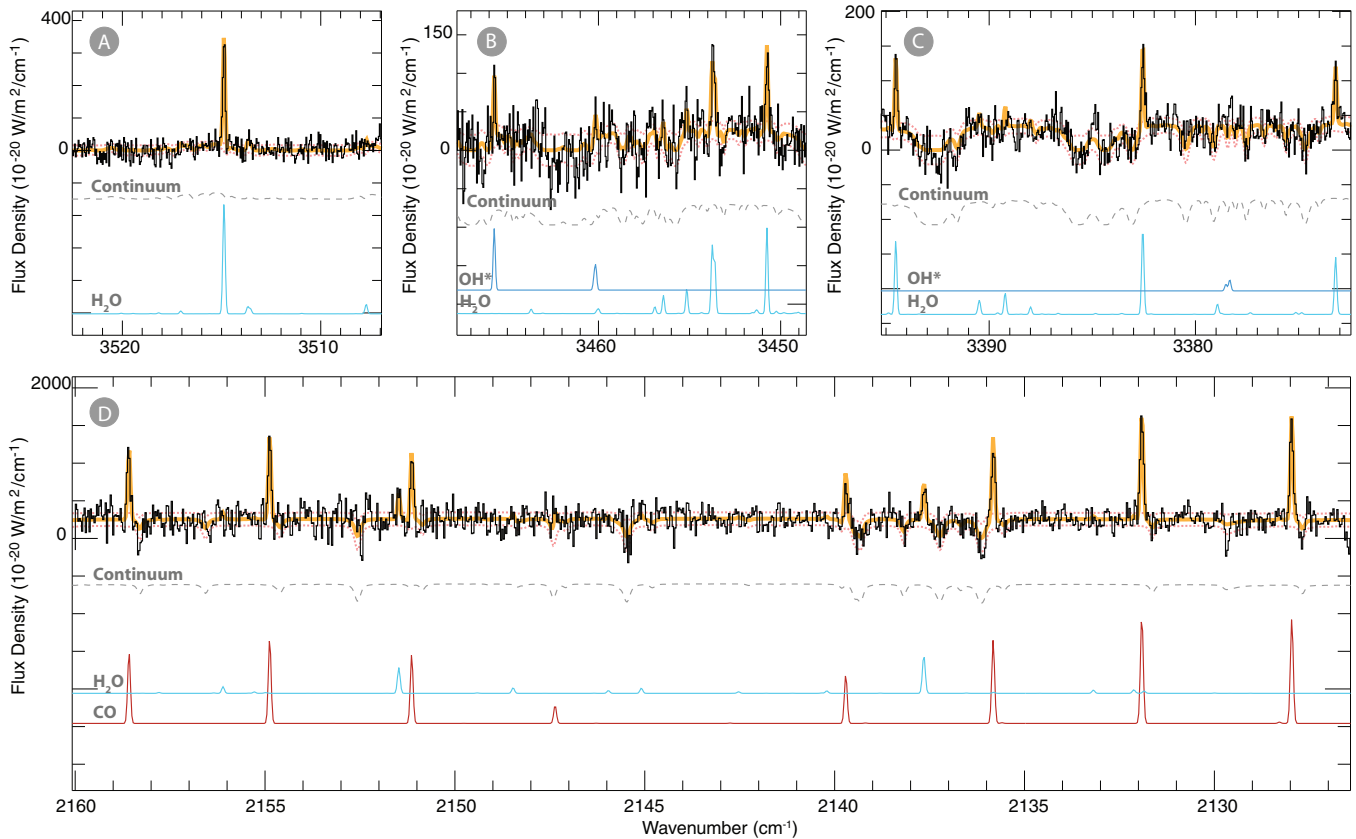 A
400
0
Flux Density (10⁻²⁰ W/m²/cm⁻¹)
Continuum
H₂O
3520
3510
B
150
0
Flux Density (10⁻²⁰ W/m²/cm⁻¹)
Continuum
OH*
H₂O
3460
3450
C
200
0
Flux Density (10⁻²⁰ W/m²/cm⁻¹)
Continuum
OH*
H₂O
3390
3380
D
2000
0
Flux Density (10⁻²⁰ W/m²/cm⁻¹)
Continuum
H₂O
CO
2160
2155
2150
2145
2140
2135
2130
Wavenumber (cm⁻¹)